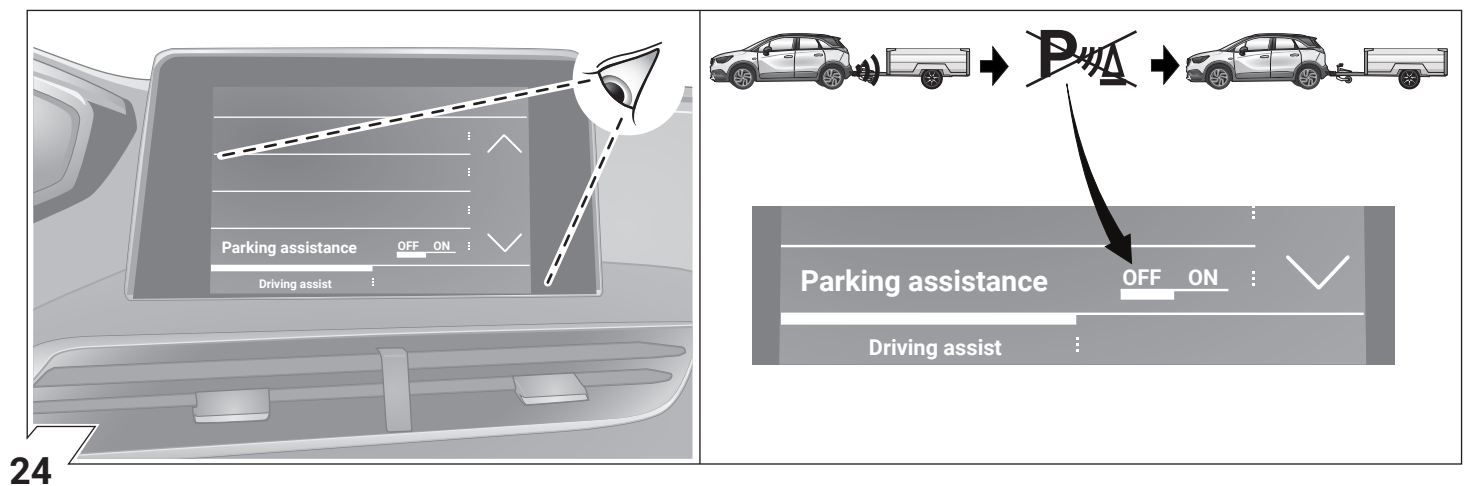 Parking assistance OFF ON
Driving assist
P
Parking assistance OFF ON
Driving assist
24